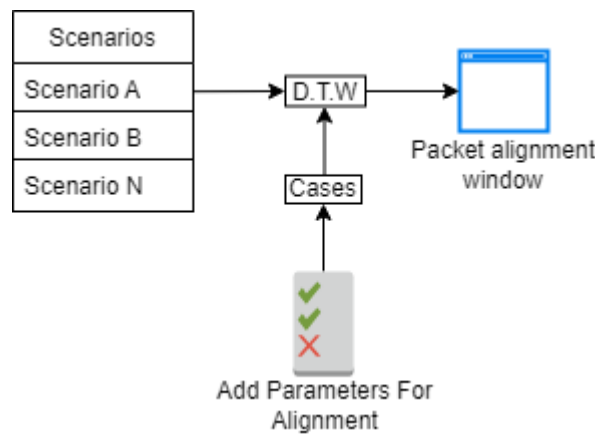 Scenarios
Scenario A
Scenario B
Scenario N
D.T.W
Packet alignment
window
Cases
Add Parameters For
Alignment